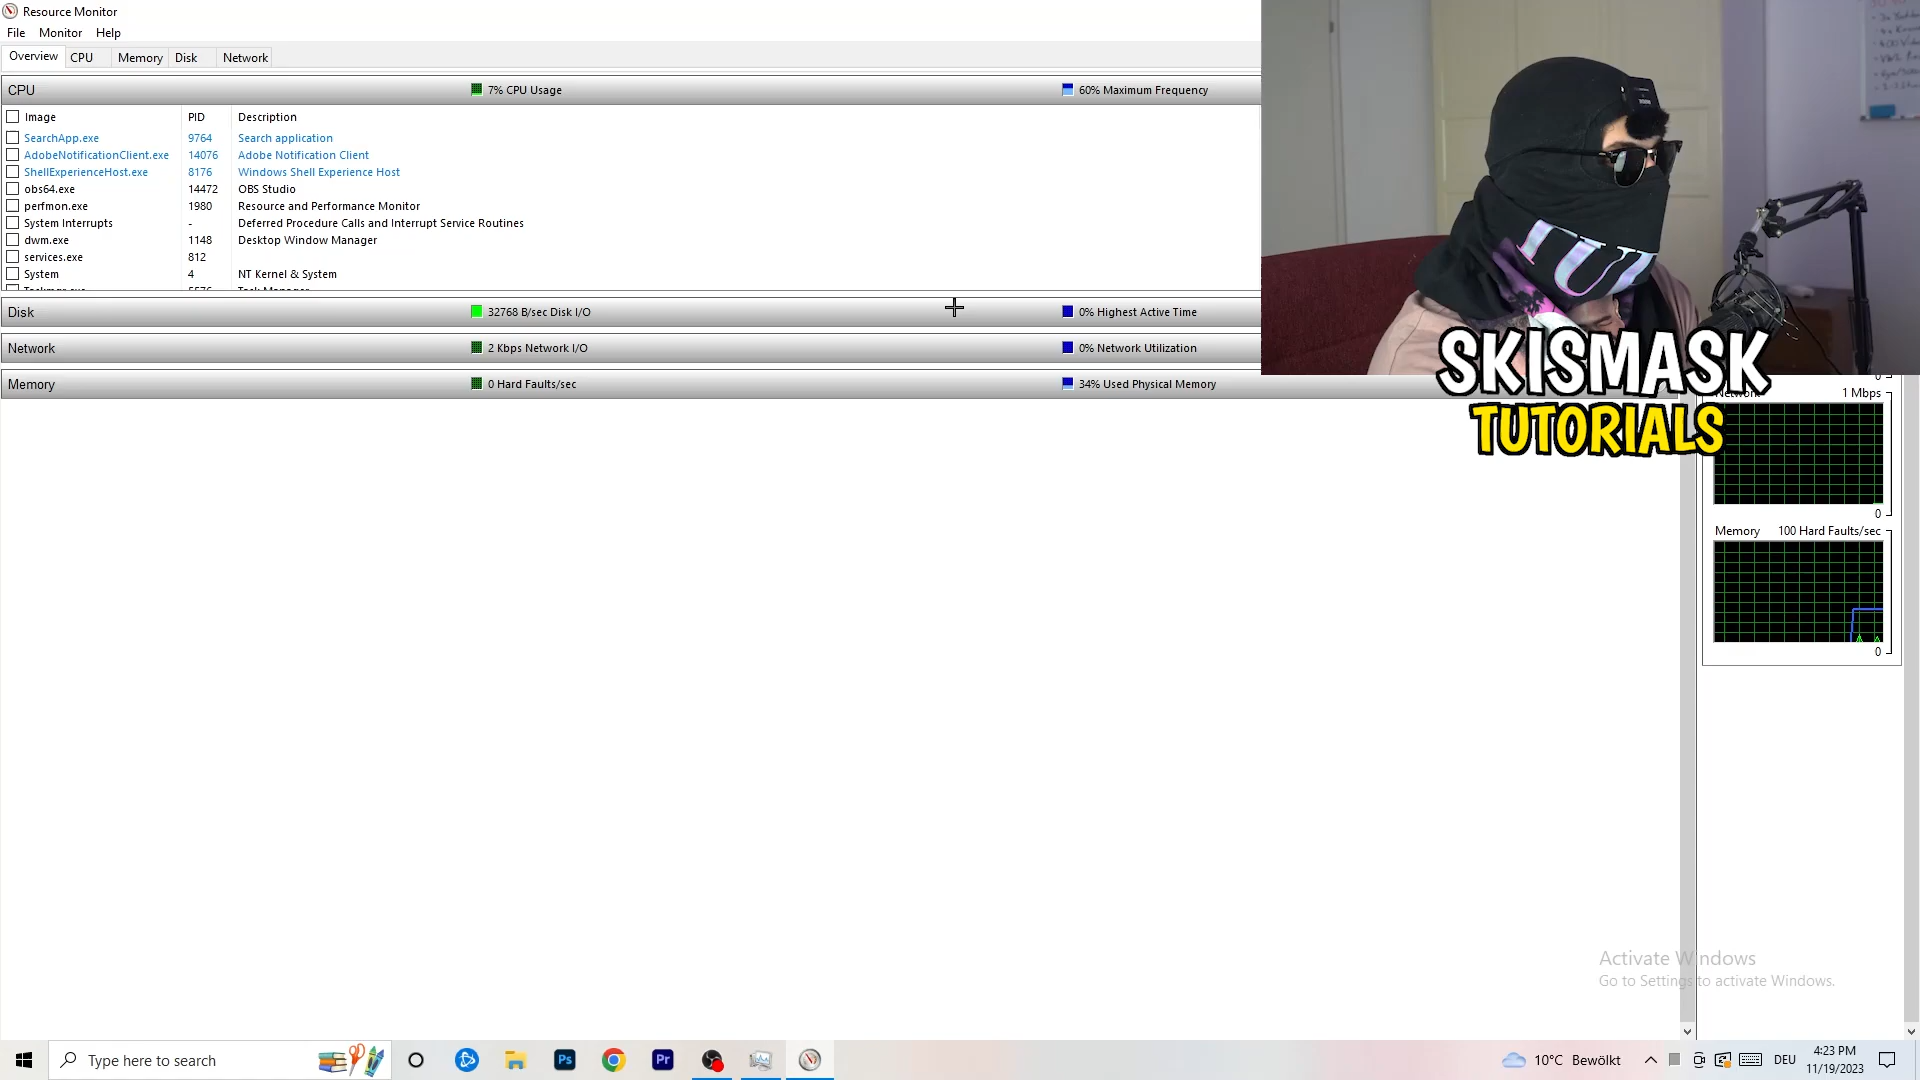 Resource Monitor
File Monitor Help
Overview CPU Memory Disk Network
CPU 7% CPU Usage 60% Maximum Frequency
Image PID Description
SearchApp.exe 9764 Search application
AdobeNotificationClient.exe 14076 Adobe Notification Client
ShellExperienceHost.exe 8176 Windows Shell Experience Host
obs64.exe 14472 OBS Studio
perfmon.exe 1980 Resource and Performance Monitor
System Interrupts - Deferred Procedure Calls and Interrupt Service Routines
dwm.exe 1148 Desktop Window Manager
services.exe 812
System 4 NT Kernel & System
Disk 32768 B/sec Disk I/O 0% Highest Active Time
Network 2 Kbps Network I/O 0% Network Utilization
Memory 0 Hard Faults/sec 34% Used Physical Memory
SKISMASK
TUTORIALS
Network 1 Mbps
0
Memory 100 Hard Faults/sec
0
Activate Windows
Go to Settings to activate Windows.
Type here to search
Ps
Pr
10°C Bewölkt
DEU
4:23 PM
11/19/2023